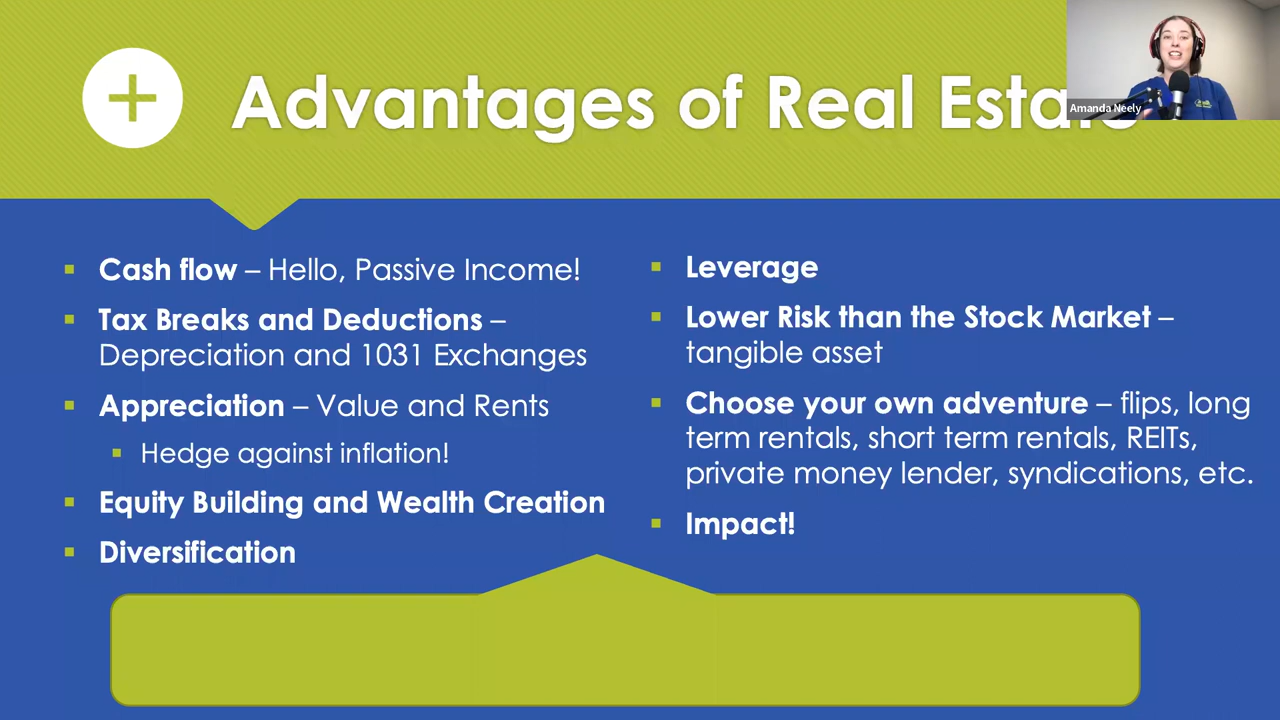 Advantages of Real Estate
Amanda Neely
Cash flow – Hello, Passive Income!
Tax Breaks and Deductions –
Depreciation and 1031 Exchanges
Appreciation – Value and Rents
Hedge against inflation!
Equity Building and Wealth Creation
Diversification
Leverage
Lower Risk than the Stock Market –
tangible asset
Choose your own adventure – flips, long
term rentals, short term rentals, REITs,
private money lender, syndications, etc.
Impact!